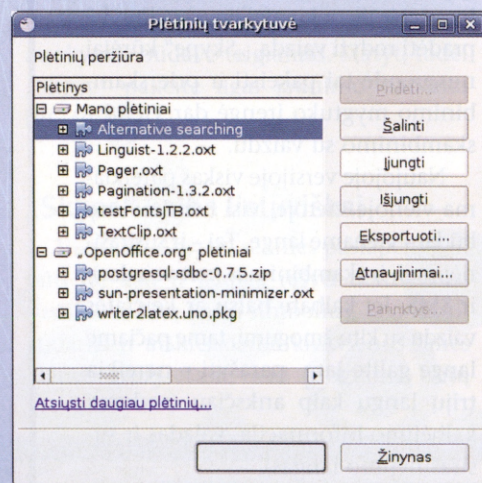 Plėtinių tvarkytuvė
Plėtinių peržiūra
Plėtinys
Mano plėtiniai
Alternative searching
Linguist-1.2.2.oxt
Pager.oxt
Pagination-1.3.2.oxt
testFontsJTB.oxt
TextClip.oxt
„OpenOffice.org“ plėtiniai
postgresql-sdbc-0.7.5.zip
sun-presentation-minimizer.oxt
writer2latex.uno.pkg
Pridėti...
Šalinti
Įjungti
Išjungti
Eksportuoti...
Atnaujinimai...
Parinktys...
Atsiųsti daugiau plėtinių...
Žinynas